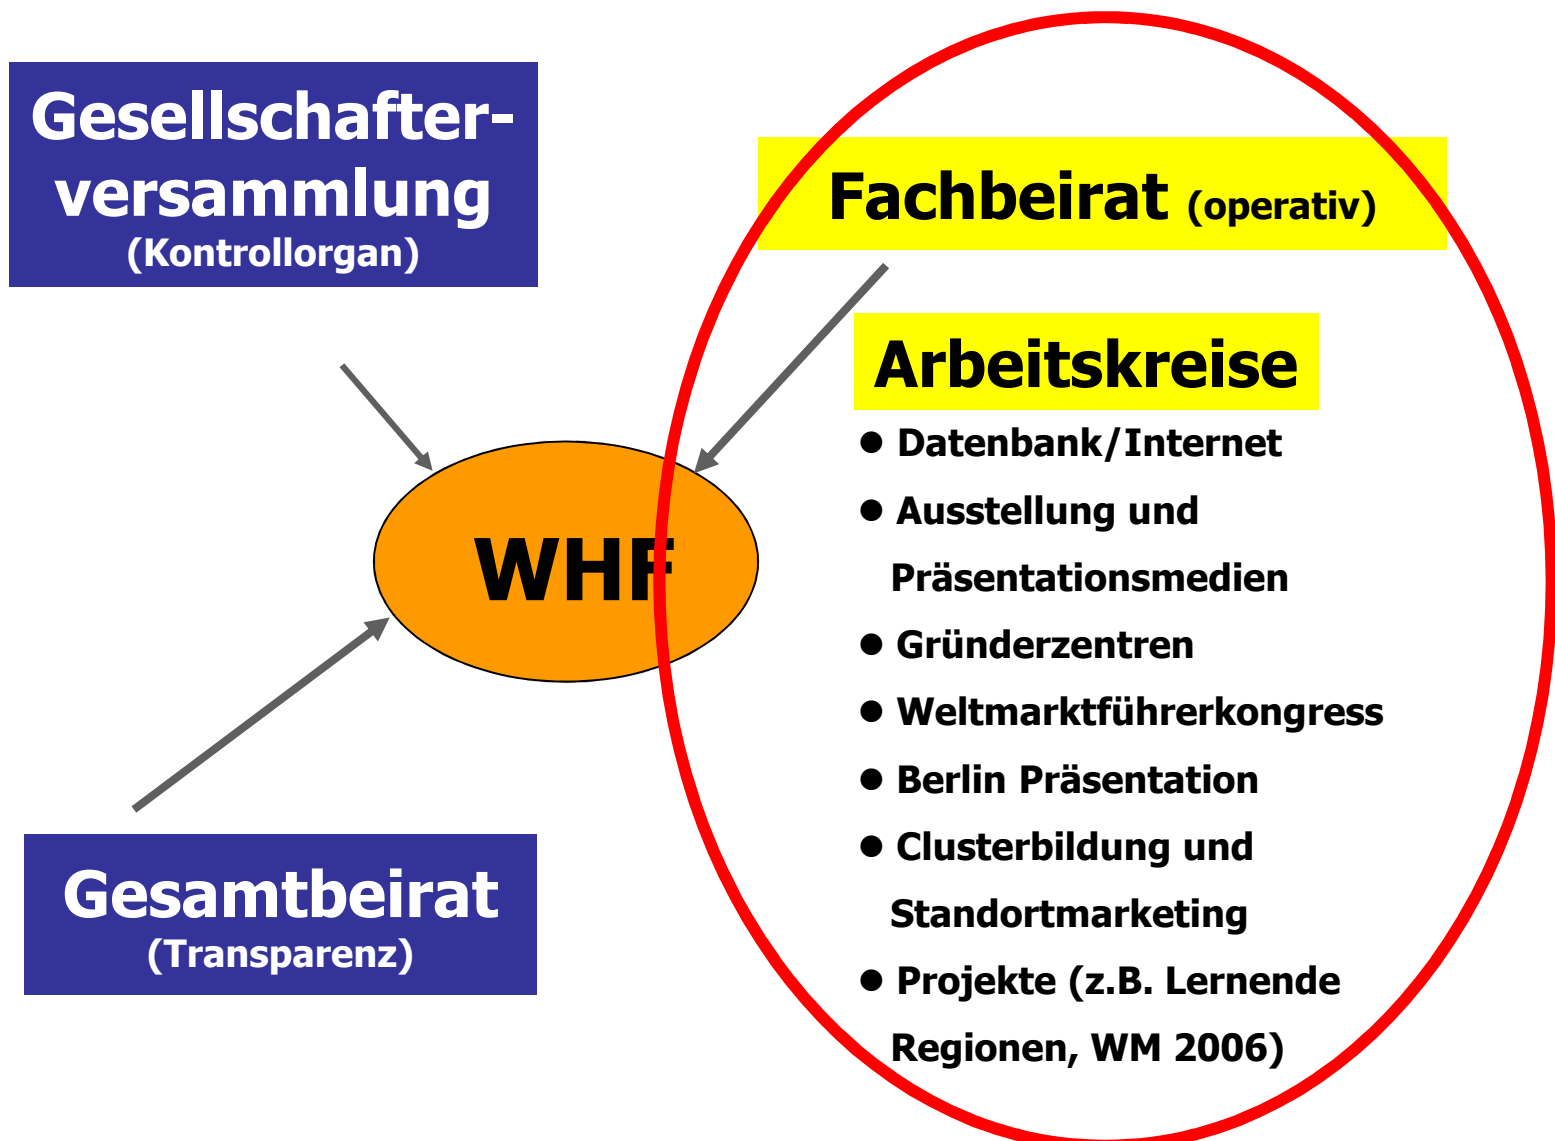 Gesellschafter-
versammlung
(Kontrollorgan)
Fachbeirat (operativ)
Arbeitskreise
● Datenbank/Internet
● Ausstellung und
Präsentationsmedien
● Gründerzentren
● Weltmarktführerkongress
● Berlin Präsentation
● Clusterbildung und
Standortmarketing
● Projekte (z.B. Lernende
Regionen, WM 2006)
WHF
Gesamtbeirat
(Transparenz)